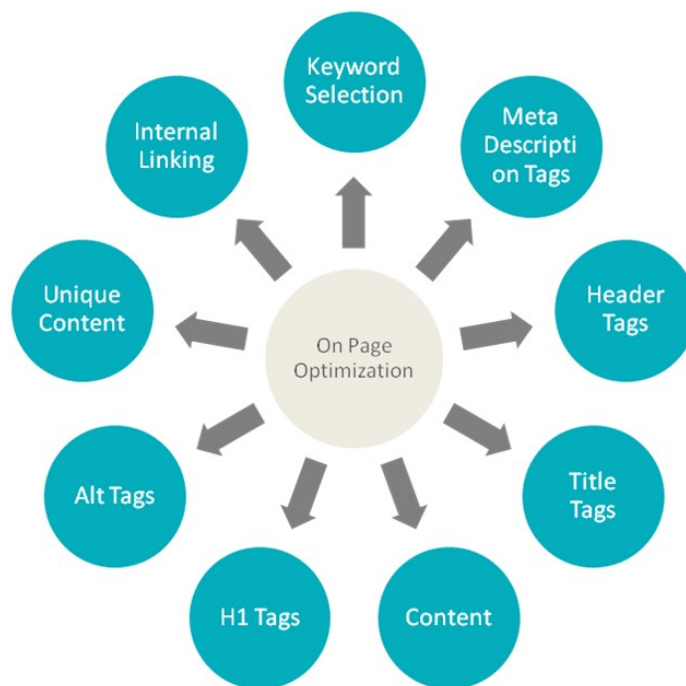 Keyword
Selection
Meta
Descripti
on Tags
Header
Tags
Title
Tags
Content
H1 Tags
Alt Tags
Unique
Content
Internal
Linking
On Page
Optimization